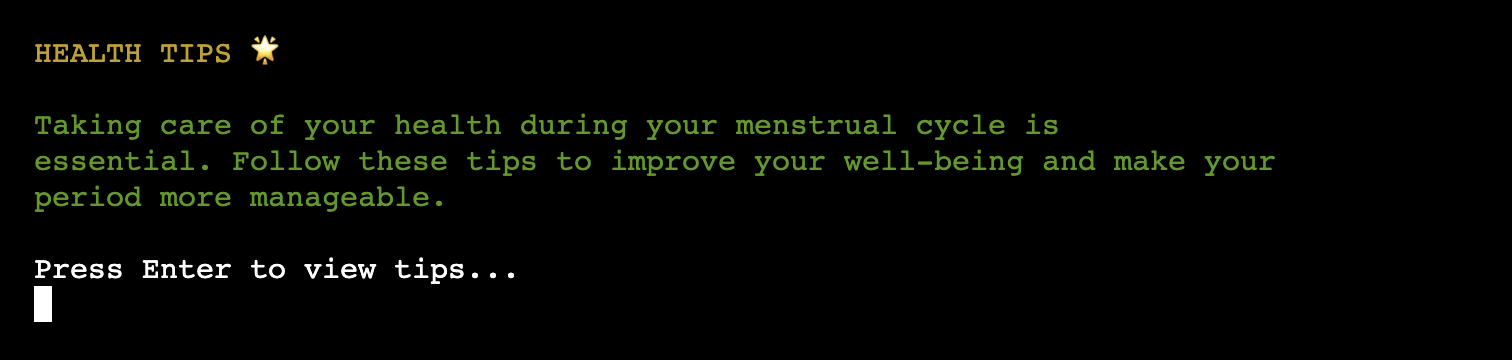 HEALTH TIPS 🌟
Taking care of your health during your menstrual cycle is
essential. Follow these tips to improve your well-being and make your
period more manageable.
Press Enter to view tips...